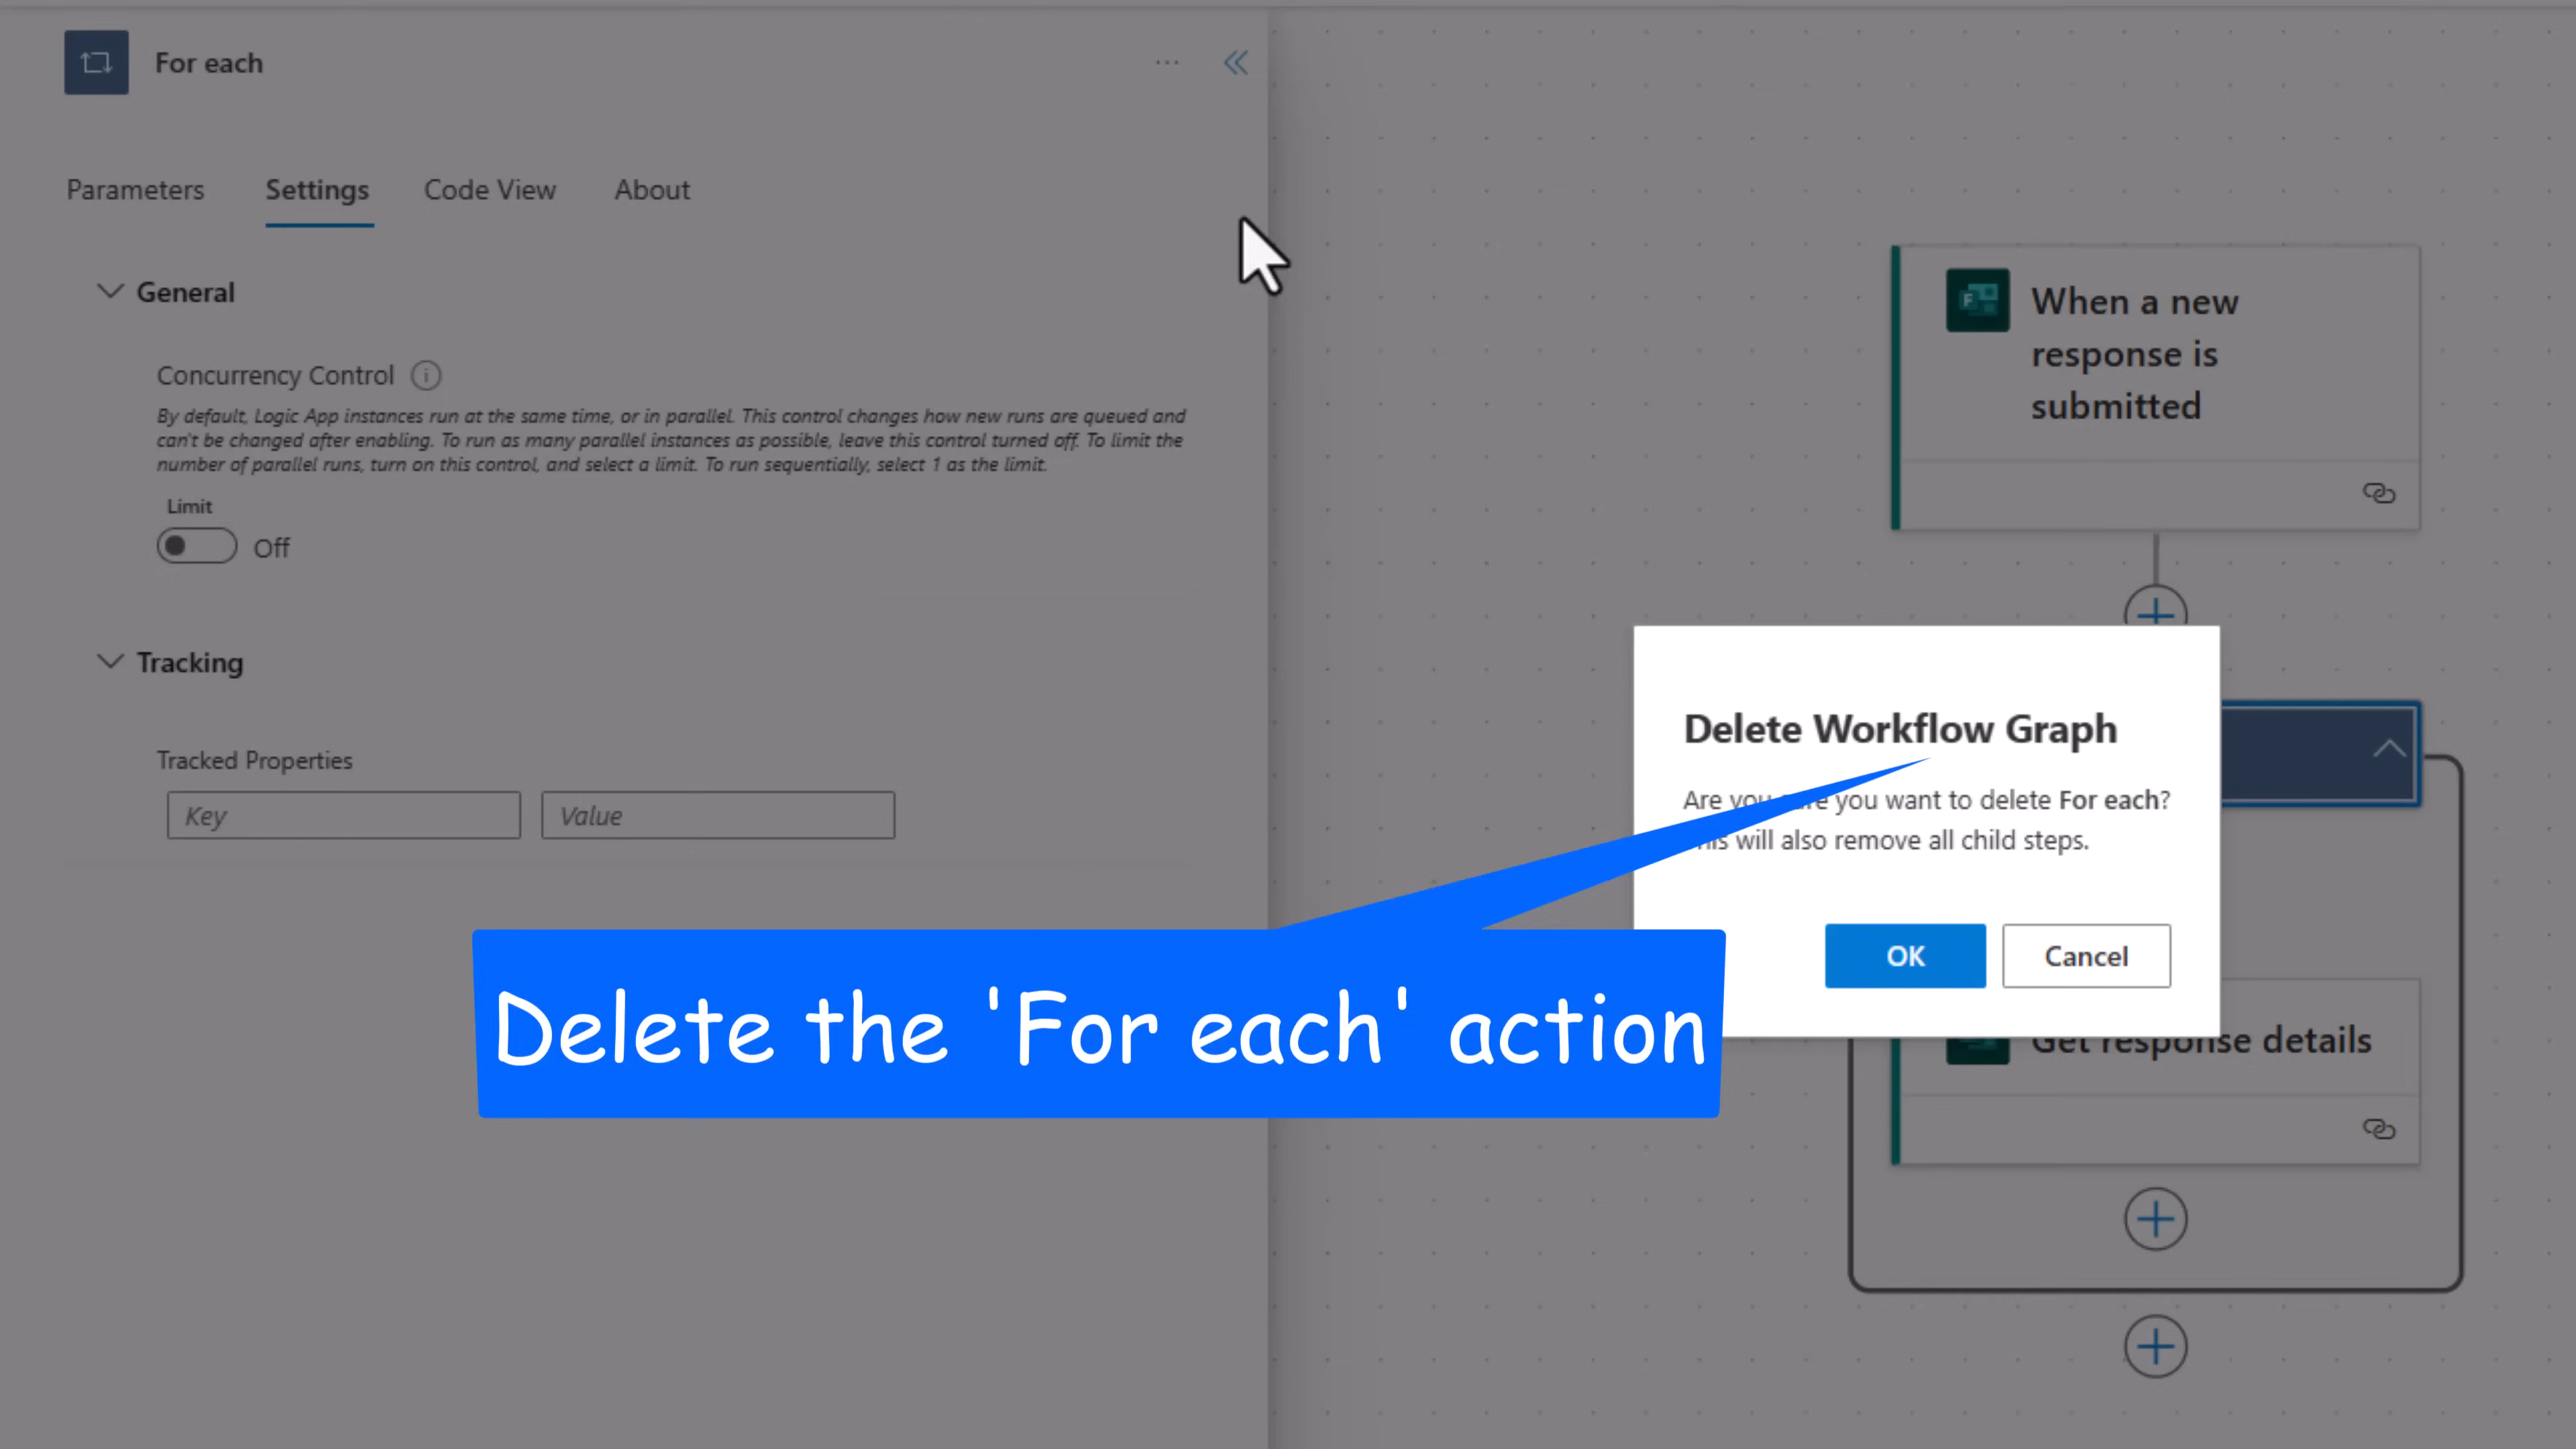 For each
Parameters
Settings
Code View
About
General
Concurrency Control
By default, Logic App instances run at the same time, or in parallel. This control changes how new runs are queued and
can't be changed after enabling. To run as many parallel instances as possible, leave this control turned off. To limit the
number of parallel runs, turn on this control, and select a limit. To run sequentially, select 1 as the limit.
Limit
Off
Tracking
Tracked Properties
Key
Value
When a new
response is
submitted
Delete Workflow Graph
Are you sure you want to delete For each?
This will also remove all child steps.
OK
Cancel
Get response details
Delete the 'For each' action